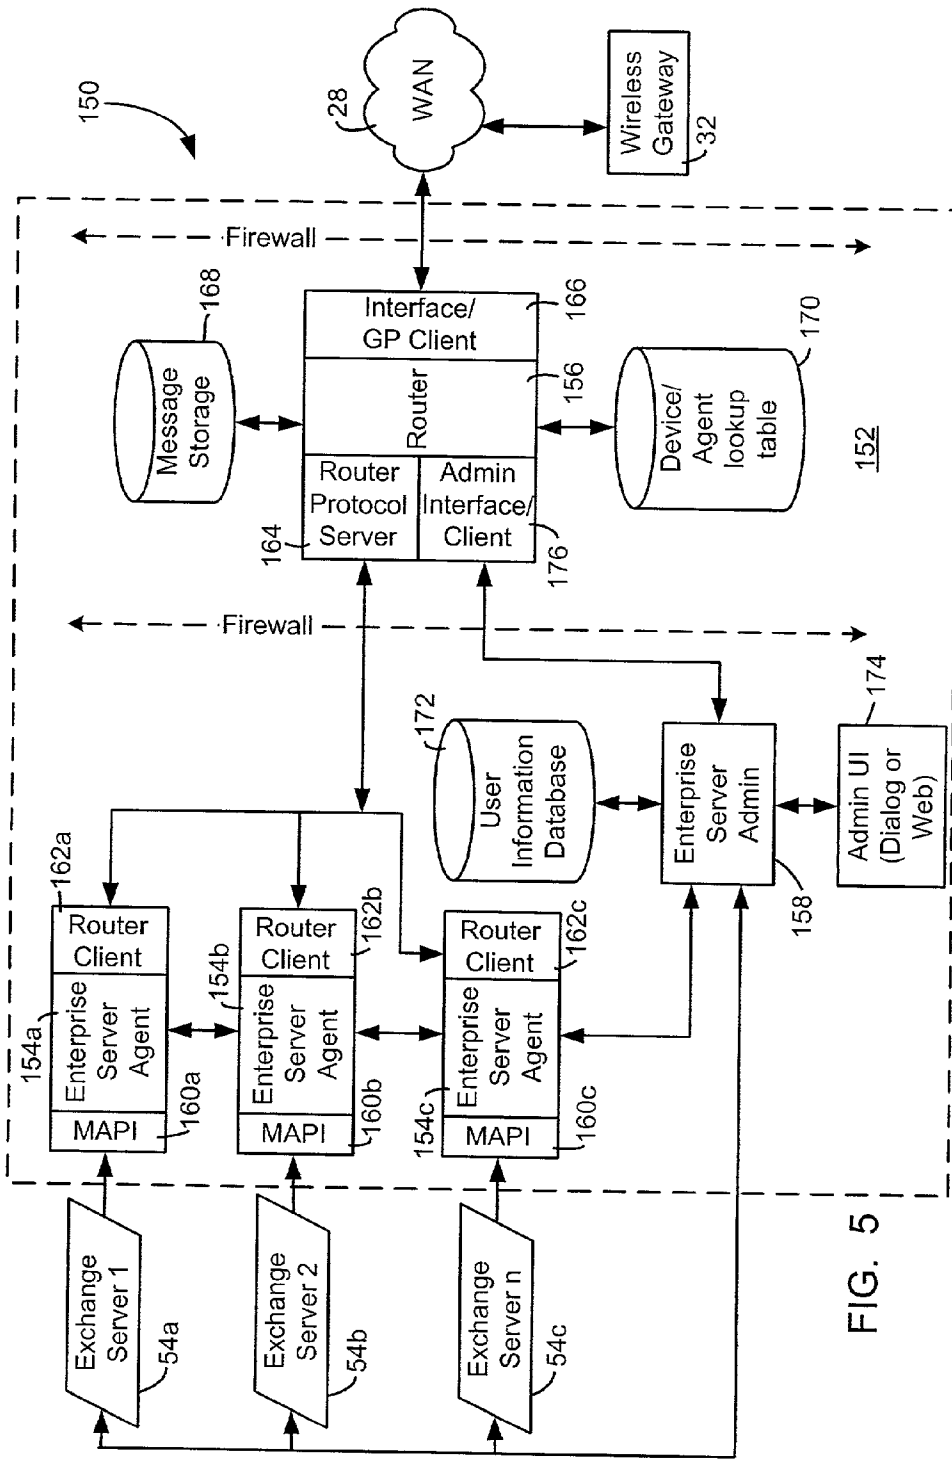 150
28
WAN
Wireless
Gateway
32
Firewall
168
Message
Storage
Interface/
GP Client
166
Router
156
Router
Protocol
Server
164
Admin
Interface/
Client
176
Device/
Agent
lookup
table
170
152
Firewall
172
User
Information
Database
Enterprise
Server
Admin
158
174
Admin UI
(Dialog or
Web)
162a
Router
Client
154a
Enterprise
Server
Agent
MAPI
160a
Router
Client
162b
154b
Enterprise
Server
Agent
MAPI
160b
Router
Client
162c
Enterprise
Server
Agent
154c
MAPI
160c
Exchange
Server 1
54a
Exchange
Server 2
54b
Exchange
Server n
54c
FIG. 5